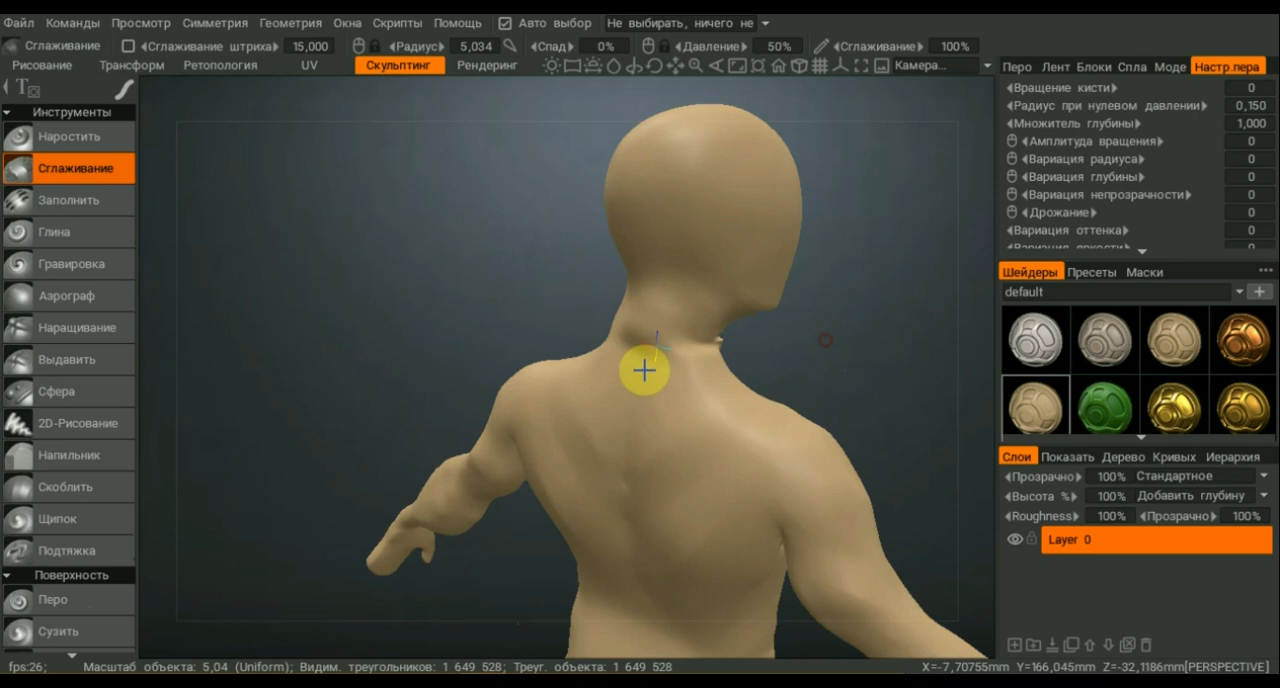 Файл Команды Просмотр Симметрия Геометрия Окна Скрипты Помощь Авто выбор Не выбирать, ничего не
Сглаживание Сглаживание штриха 15,000 Радиус 5,034 Спад 0% Давление 50% Сглаживание 100%
Рисование Трансформ Ретопология UV Скульптинг Рендеринг Камера...
Инструменты
Наростить
Сглаживание
Заполнить
Глина
Гравировка
Аэрограф
Наращивание
Выдавить
Сфера
2D-Рисование
Напильник
Скоблить
Щипок
Подтяжка
Поверхность
Перо
Сузить
Перо Лент Блоки Спла Моде Настр.пера
Вращение кисти 0
Радиус при нулевом давлении 0,150
Множитель глубины 1,000
Амплитуда вращения 0
Вариация радиуса 0
Вариация глубины 0
Вариация непрозрачности 0
Дрожание 0
Вариация оттенка 0
Вариация яркости 0
Шейдеры Пресеты Маски
default
Слои Показать Дерево Кривых Иерархия
Прозрачно 100% Стандартное
Высота % 100% Добавить глубину
Roughness 100% Прозрачно 100%
Layer 0
fps:26; Масштаб объекта: 5,04 (Uniform); Видим. треугольников: 1 649 528; Треуг. объекта: 1 649 528 X=-7,70755mm Y=166,045mm Z=-32,1186mm[PERSPECTIVE]